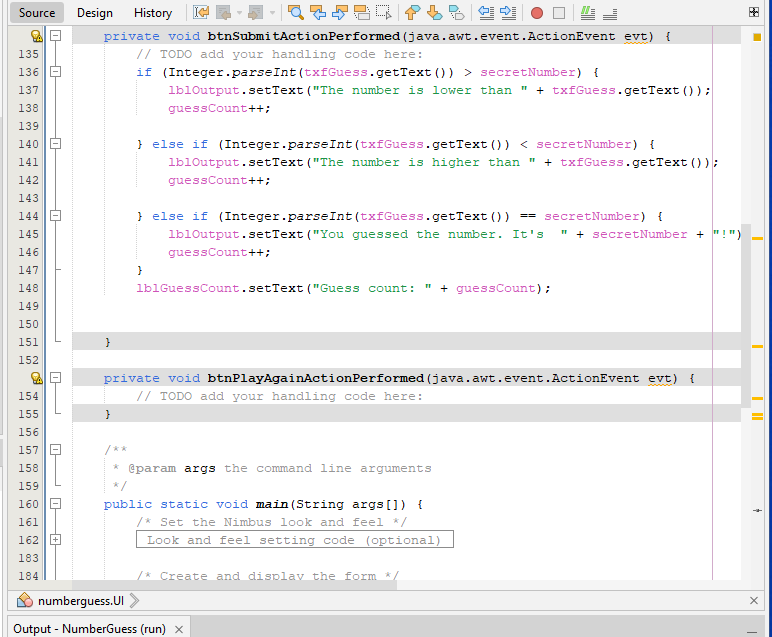 Source Design History
private void btnSubmitActionPerformed(java.awt.event.ActionEvent evt) {
135 // TODO add your handling code here:
136 if (Integer.parseInt(txfGuess.getText()) > secretNumber) {
137 lblOutput.setText("The number is lower than " + txfGuess.getText());
138 guessCount++;
139
140 } else if (Integer.parseInt(txfGuess.getText()) < secretNumber) {
141 lblOutput.setText("The number is higher than " + txfGuess.getText());
142 guessCount++;
143
144 } else if (Integer.parseInt(txfGuess.getText()) == secretNumber) {
145 lblOutput.setText("You guessed the number. It's  " + secretNumber + "!")
146 guessCount++;
147 }
148 lblGuessCount.setText("Guess count: " + guessCount);
149
150
151 }
152
private void btnPlayAgainActionPerformed(java.awt.event.ActionEvent evt) {
154 // TODO add your handling code here:
155 }
156
157 /**
158 * @param args the command line arguments
159 */
160 public static void main(String args[]) {
161 /* Set the Nimbus look and feel */
162 Look and feel setting code (optional)
183
184 /* Create and display the form */
numberguess.UI
Output - NumberGuess (run)